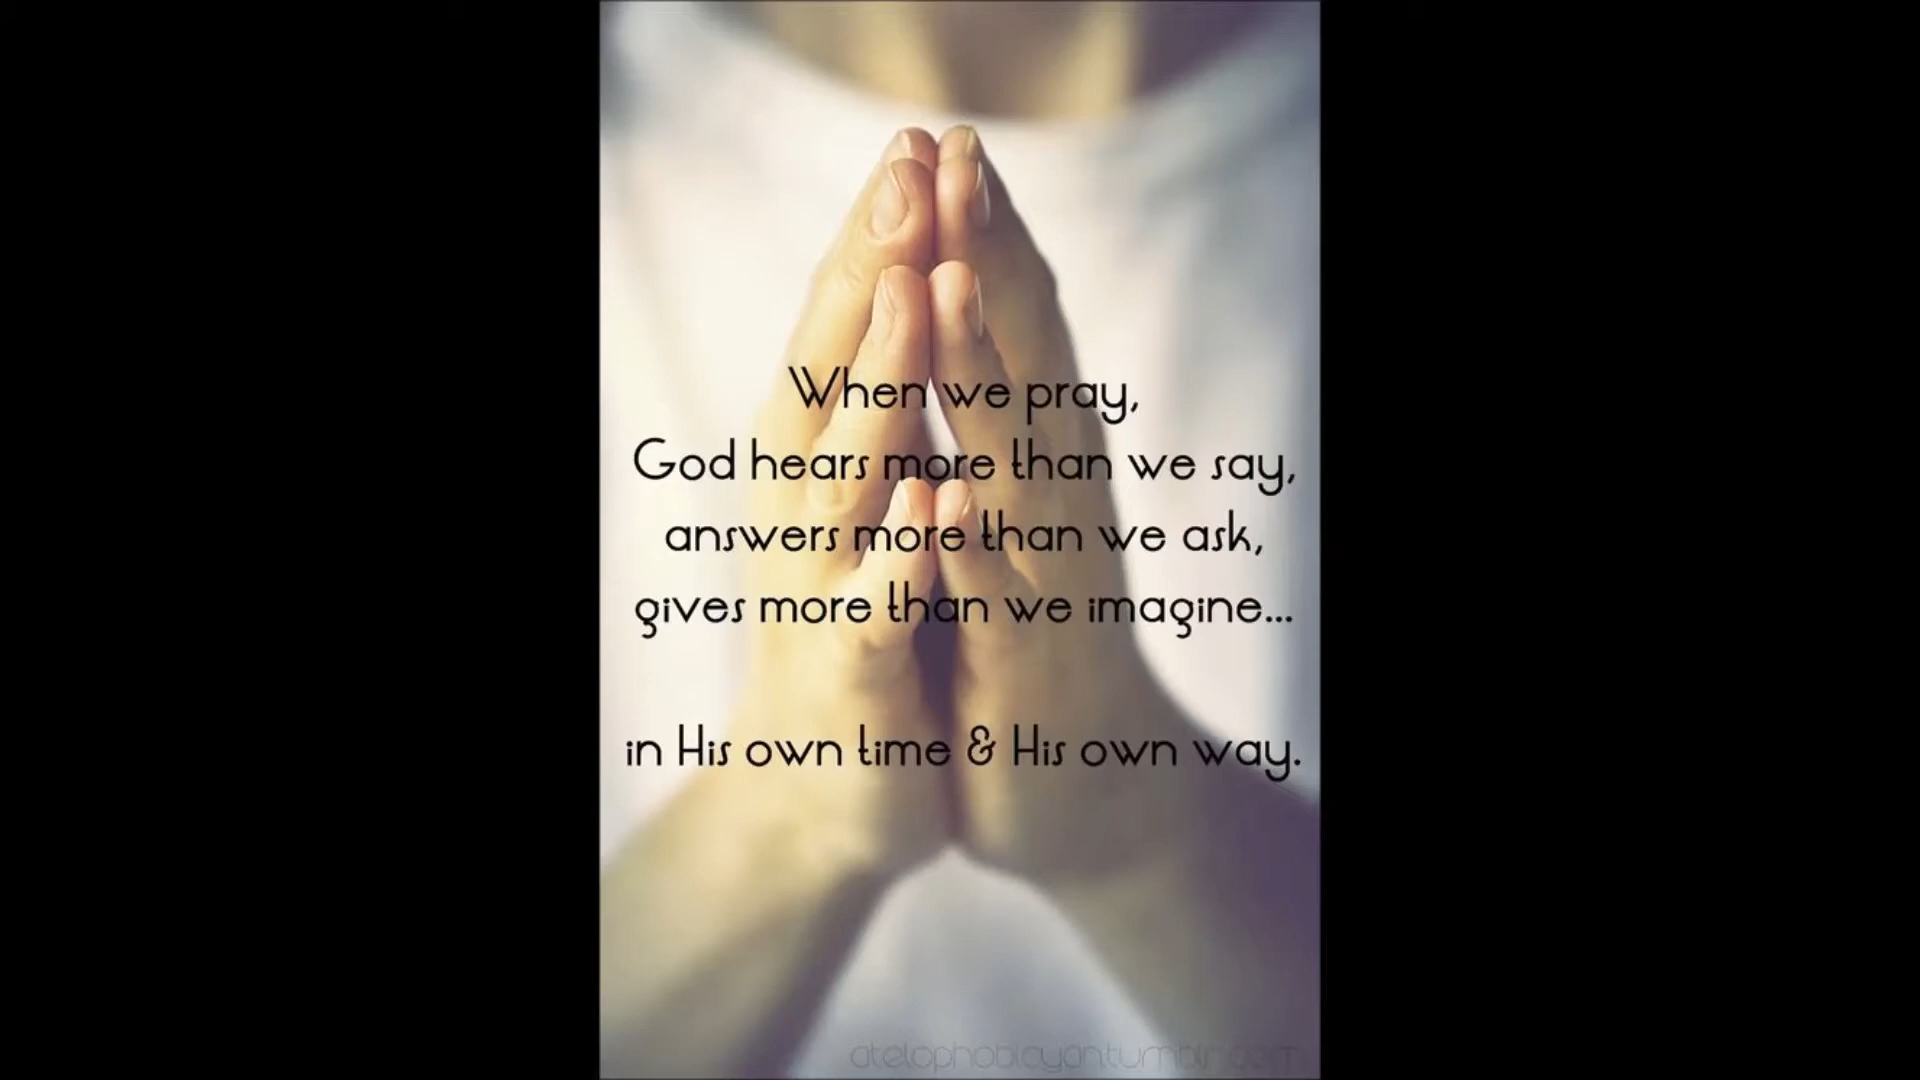 When we pray,
God hears more than we say,
answers more than we ask,
gives more than we imagine...
in His own time & His own way.